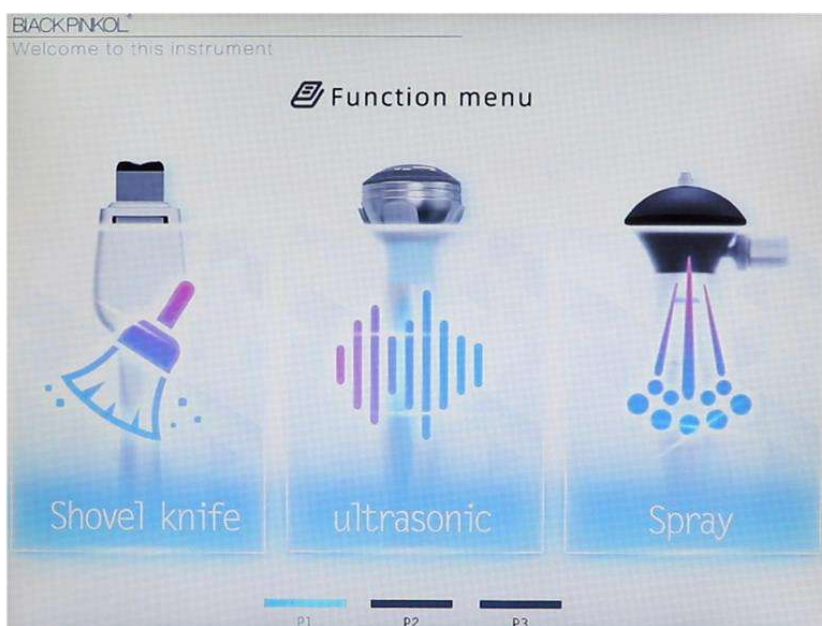 BLACKPINKOL®
Welcome to this instrument
Function menu
Shovel knife
ultrasonic
Spray
P1
P2
P3